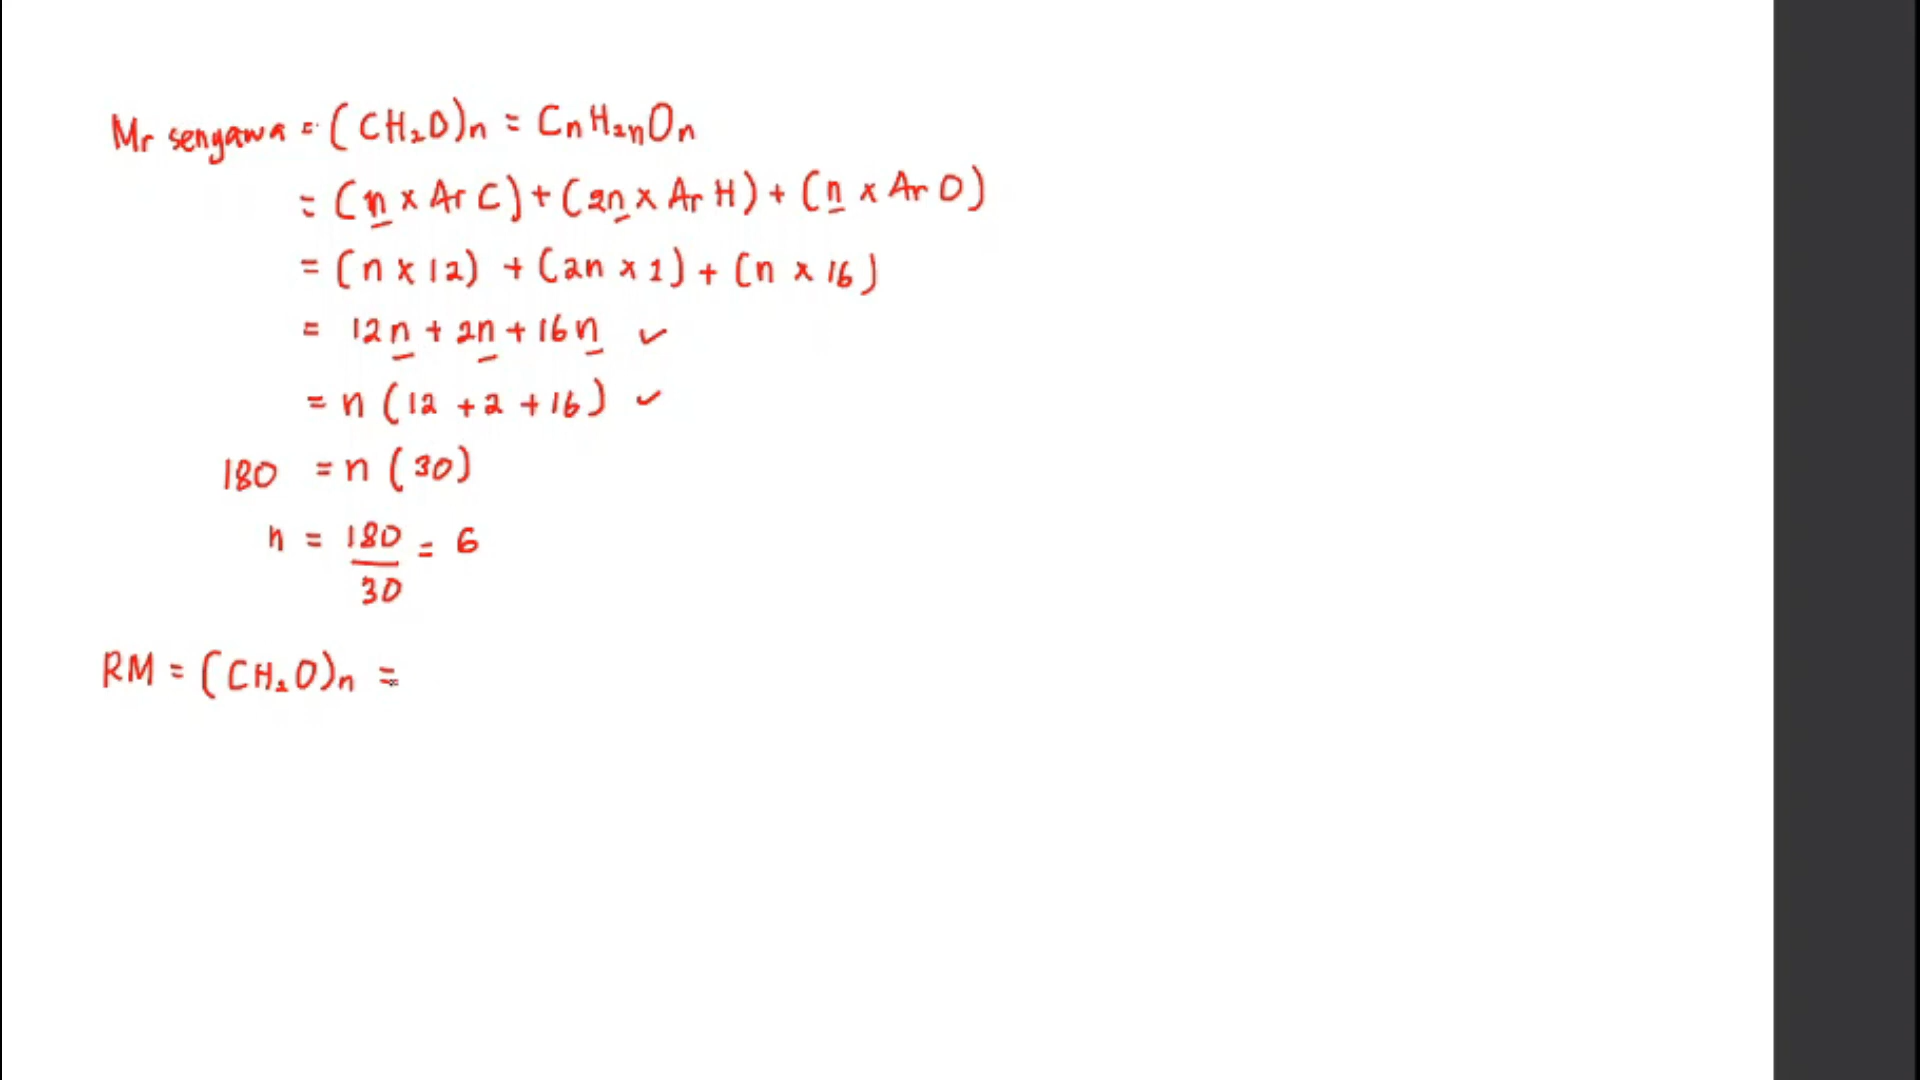 Mr senyawa = (CH₂O)n = CnH₂nOn
= (n × Ar C) + (2n × Ar H) + (n × Ar O)
= (n × 12) + (2n × 1) + (n × 16)
= 12n + 2n + 16n ✓
= n (12 + 2 + 16) ✓
180 = n (30)
n = 180/30 = 6
RM = (CH₂O)n =